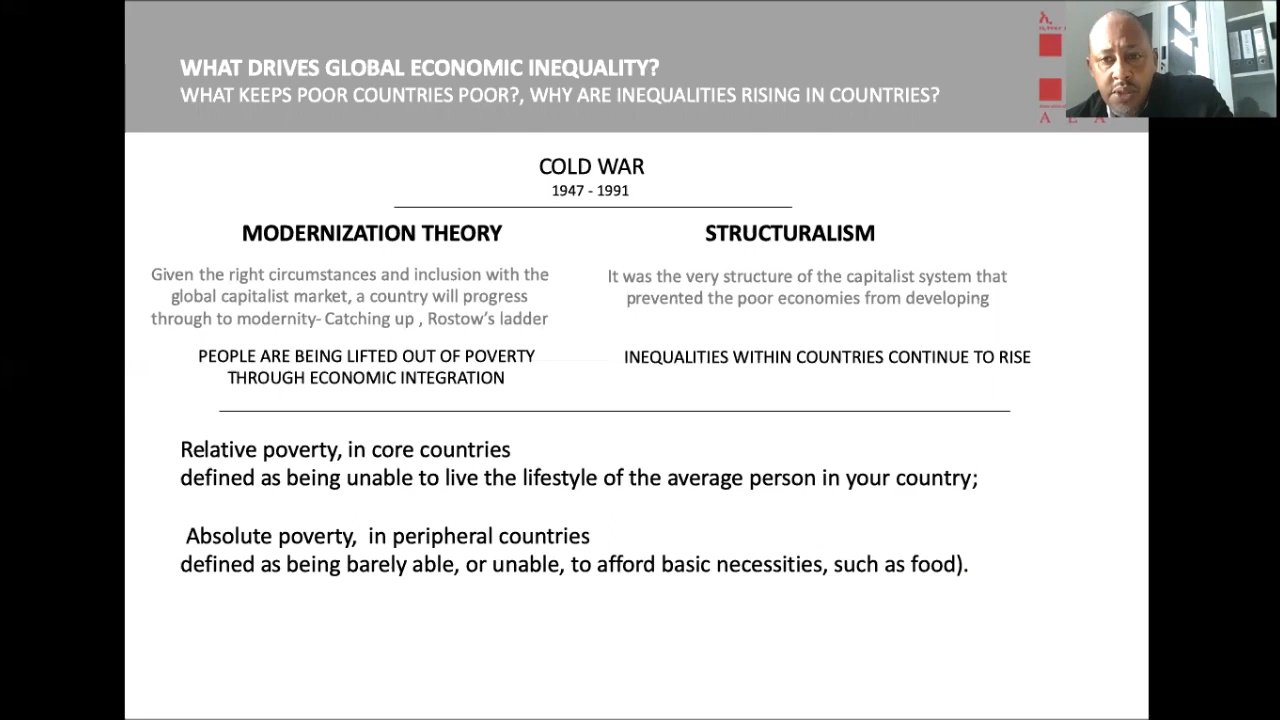 WHAT DRIVES GLOBAL ECONOMIC INEQUALITY?
WHAT KEEPS POOR COUNTRIES POOR?, WHY ARE INEQUALITIES RISING IN COUNTRIES?
COLD WAR
1947 - 1991
MODERNIZATION THEORY
Given the right circumstances and inclusion with the
global capitalist market, a country will progress
through to modernity- Catching up , Rostow's ladder
PEOPLE ARE BEING LIFTED OUT OF POVERTY
THROUGH ECONOMIC INTEGRATION
STRUCTURALISM
It was the very structure of the capitalist system that
prevented the poor economies from developing
INEQUALITIES WITHIN COUNTRIES CONTINUE TO RISE
Relative poverty, in core countries
defined as being unable to live the lifestyle of the average person in your country;
Absolute poverty,  in peripheral countries
defined as being barely able, or unable, to afford basic necessities, such as food).